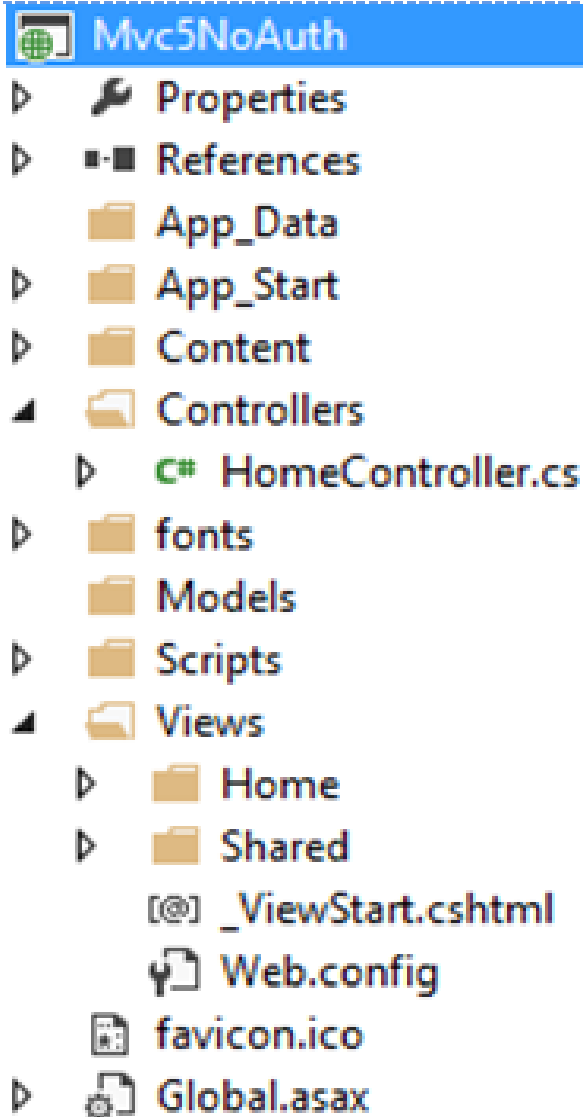 Mvc5NoAuth
Properties
References
App_Data
App_Start
Content
Controllers
C# HomeController.cs
fonts
Models
Scripts
Views
Home
Shared
[@] _ViewStart.cshtml
Web.config
favicon.ico
Global.asax